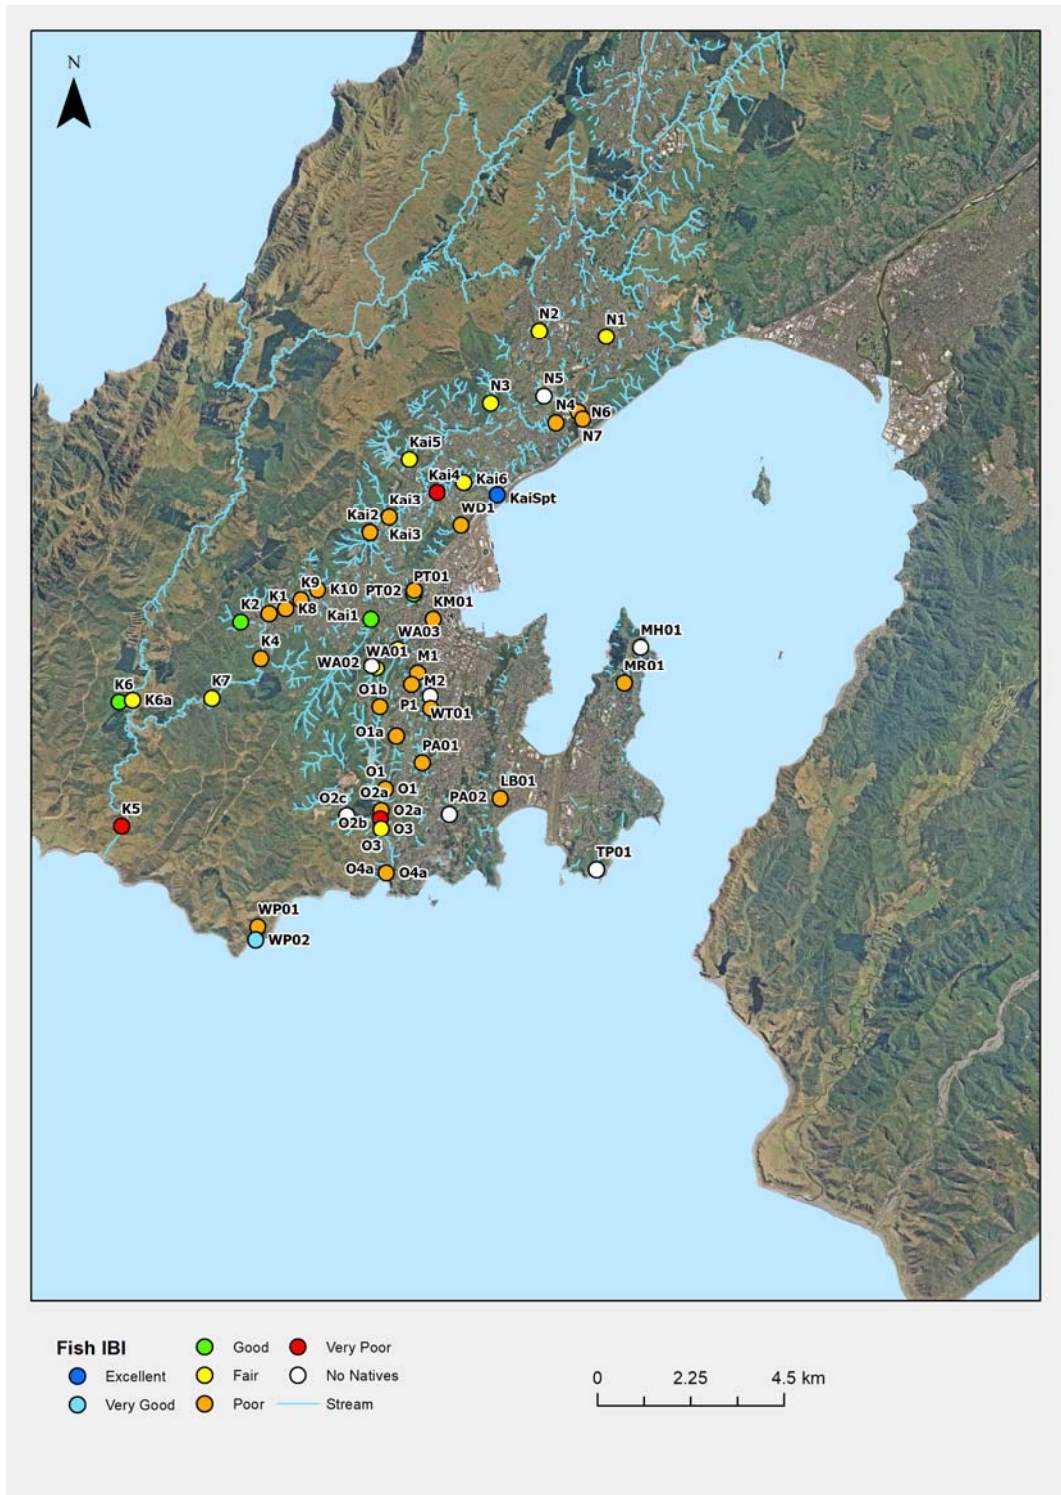 N
N2
N1
N5
N3
N4
N6
N7
Kai5
Kai4
Kai6
KaiSpt
Kai3
WD1
Kai2
Kai3
PT01
K9
K10
PT02
K2
K1
K8
Kai1
KM01
WA03
MH01
K4
WA02
WA01
M1
MR01
M2
K6
K6a
K7
O1b
P1
WT01
O1a
PA01
O1
O1
LB01
O2a
O2c
O2a
PA02
K5
O2b
O3
O3
TP01
O4a
O4a
WP01
WP02
Fish IBI
Good
Very Poor
Excellent
Fair
No Natives
Very Good
Poor
Stream
0 2.25 4.5 km